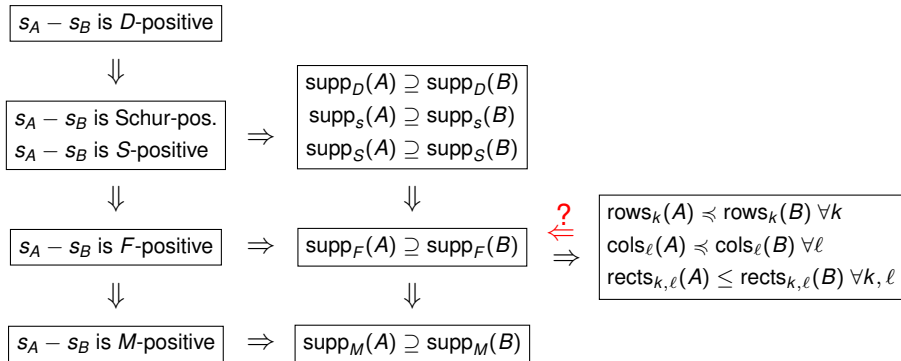 s_A − s_B is D-positive
⇓
s_A − s_B is Schur-pos.
s_A − s_B is S-positive
⇒
supp_D(A) ⊇ supp_D(B)
supp_s(A) ⊇ supp_s(B)
supp_S(A) ⊇ supp_S(B)
⇓ ⇓
s_A − s_B is F-positive
⇒
supp_F(A) ⊇ supp_F(B)
?
⇐
⇒
rows_k(A) ≼ rows_k(B) ∀k
cols_ℓ(A) ≼ cols_ℓ(B) ∀ℓ
rects_{k,ℓ}(A) ≤ rects_{k,ℓ}(B) ∀k, ℓ
⇓ ⇓
s_A − s_B is M-positive
⇒
supp_M(A) ⊇ supp_M(B)